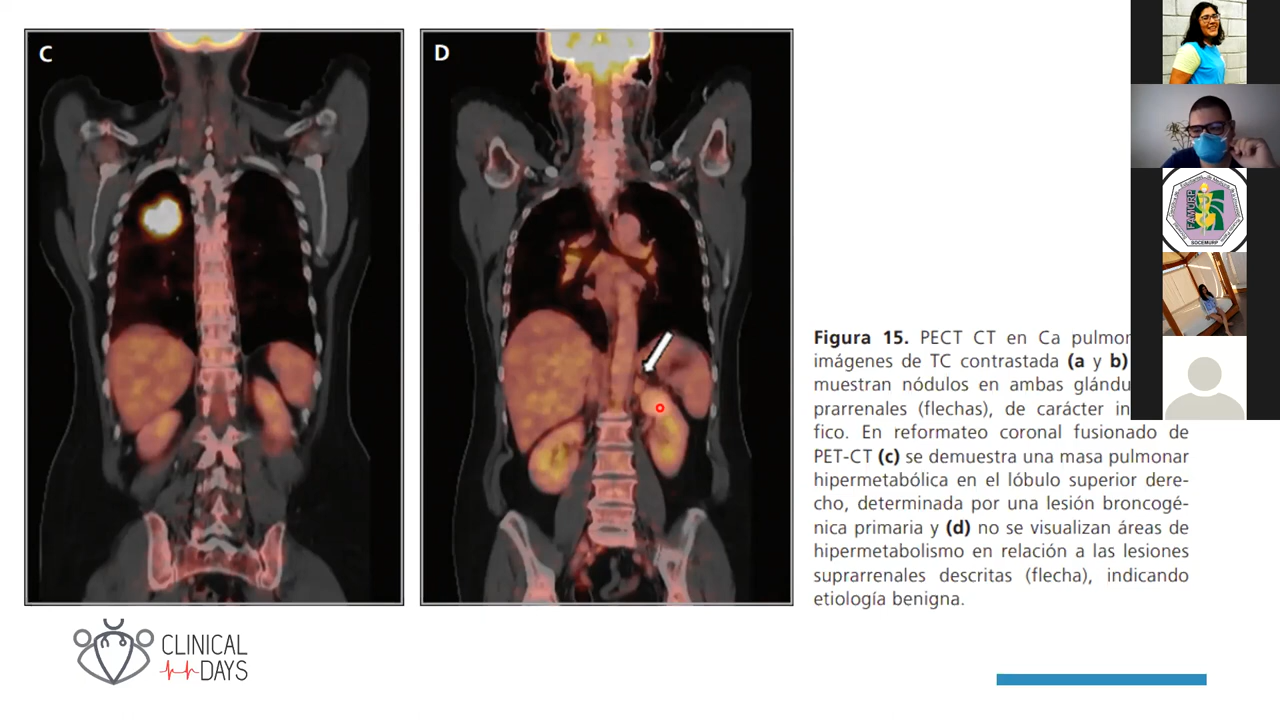 C
D
Figura 15. PECT CT en Ca pulmon
imágenes de TC contrastada (a y b)
muestran nódulos en ambas glándu
prarrenales (flechas), de carácter in
fico. En reformateo coronal fusionado de
PET-CT (c) se demuestra una masa pulmonar
hipermetabólica en el lóbulo superior dere-
cho, determinada por una lesión broncogé-
nica primaria y (d) no se visualizan áreas de
hipermetabolismo en relación a las lesiones
suprarrenales descritas (flecha), indicando
etiología benigna.
CLINICAL
DAYS
FAMURP
SOCEMURP